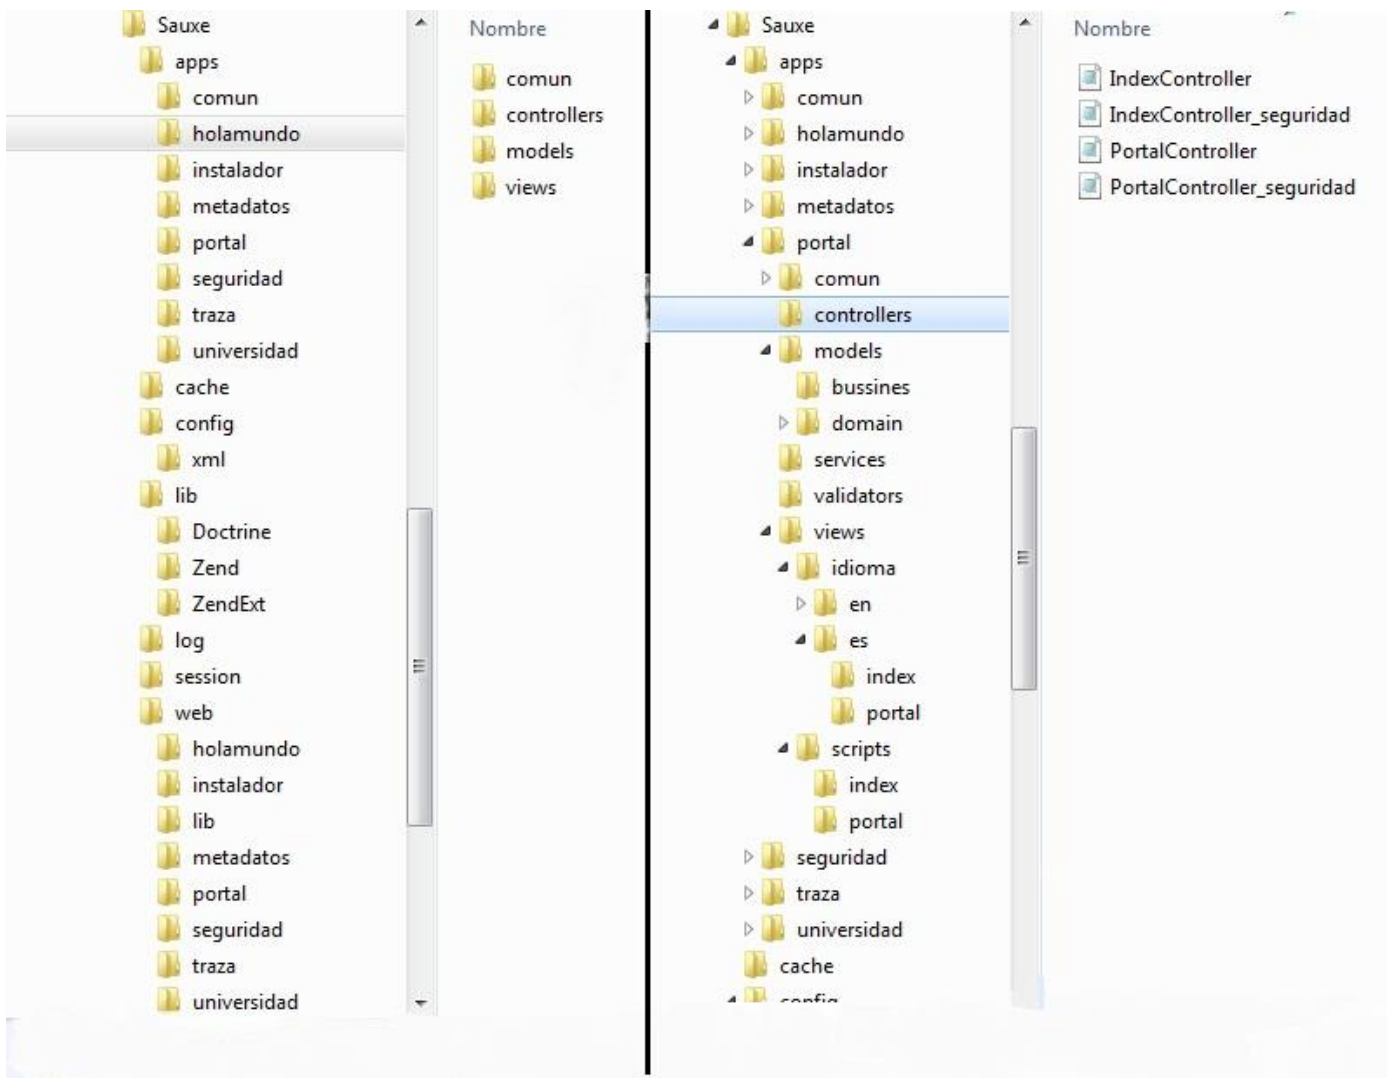 Sauxe
apps
comun
holamundo
instalador
metadatos
portal
seguridad
traza
universidad
cache
config
xml
lib
Doctrine
Zend
ZendExt
log
session
web
holamundo
instalador
lib
metadatos
portal
seguridad
traza
universidad
Nombre
comun
controllers
models
views
Sauxe
apps
comun
holamundo
instalador
metadatos
portal
comun
controllers
models
bussines
domain
services
validators
views
idioma
en
es
index
portal
scripts
index
portal
seguridad
traza
universidad
cache
config
Nombre
IndexController
IndexController_seguridad
PortalController
PortalController_seguridad